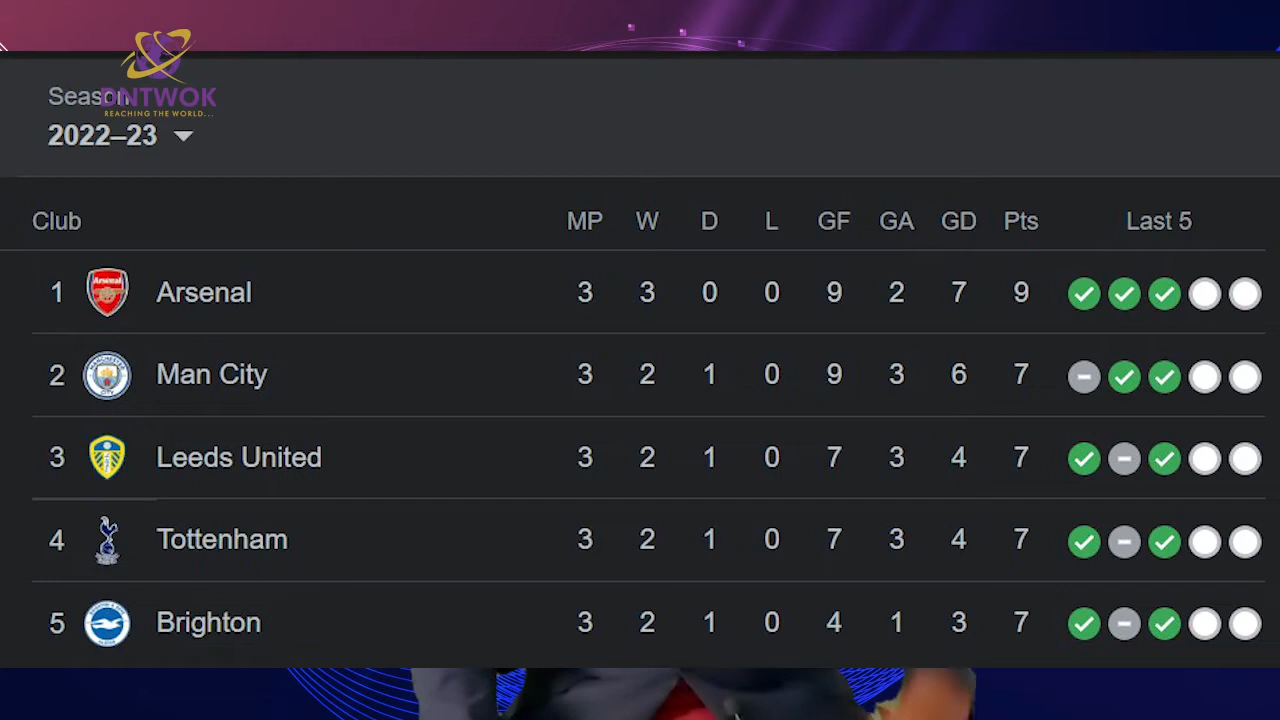 DNTWOK
REACHING THE WORLD...
Season
2022–23
Club MP W D L GF GA GD Pts Last 5
1 Arsenal 3 3 0 0 9 2 7 9
2 Man City 3 2 1 0 9 3 6 7
3 Leeds United 3 2 1 0 7 3 4 7
4 Tottenham 3 2 1 0 7 3 4 7
5 Brighton 3 2 1 0 4 1 3 7